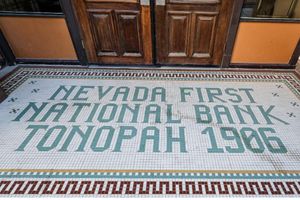 NEVADA FIRST
NATIONAL BANK
TONOPAH 1906